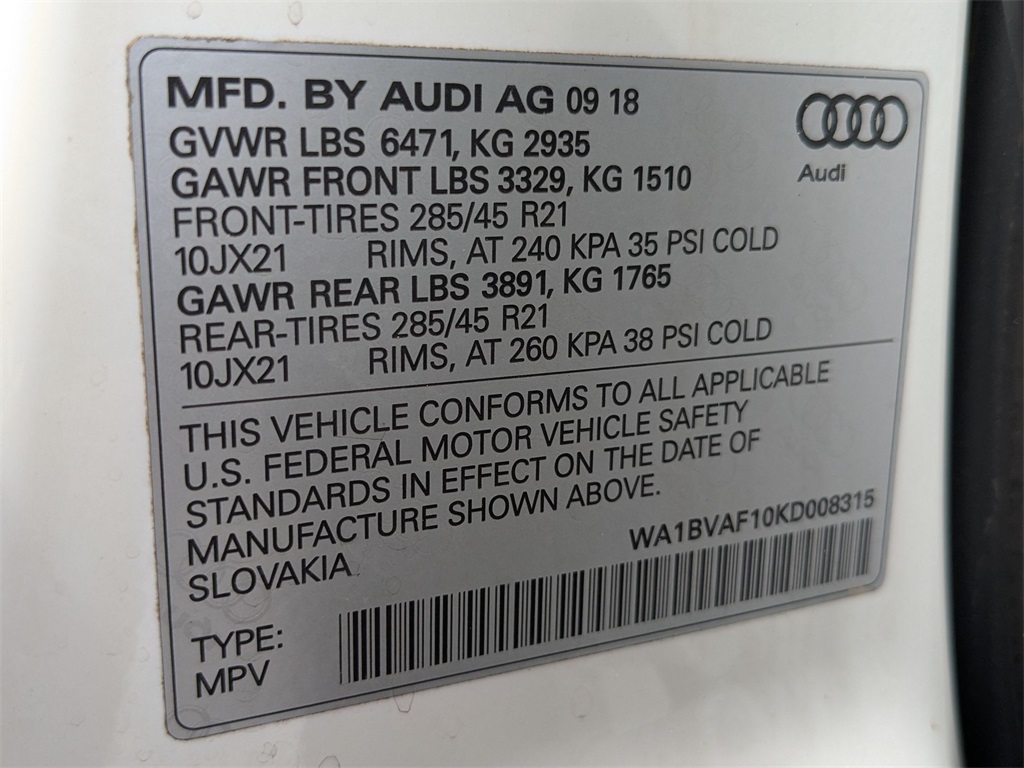 MFD. BY AUDI AG 09 18
GVWR LBS 6471, KG 2935
GAWR FRONT LBS 3329, KG 1510
FRONT-TIRES 285/45 R21
10JX21 RIMS, AT 240 KPA 35 PSI COLD
GAWR REAR LBS 3891, KG 1765
REAR-TIRES 285/45 R21
10JX21 RIMS, AT 260 KPA 38 PSI COLD
Audi
THIS VEHICLE CONFORMS TO ALL APPLICABLE
U.S. FEDERAL MOTOR VEHICLE SAFETY
STANDARDS IN EFFECT ON THE DATE OF
MANUFACTURE SHOWN ABOVE.
SLOVAKIA
WA1BVAF10KD008315
TYPE:
MPV